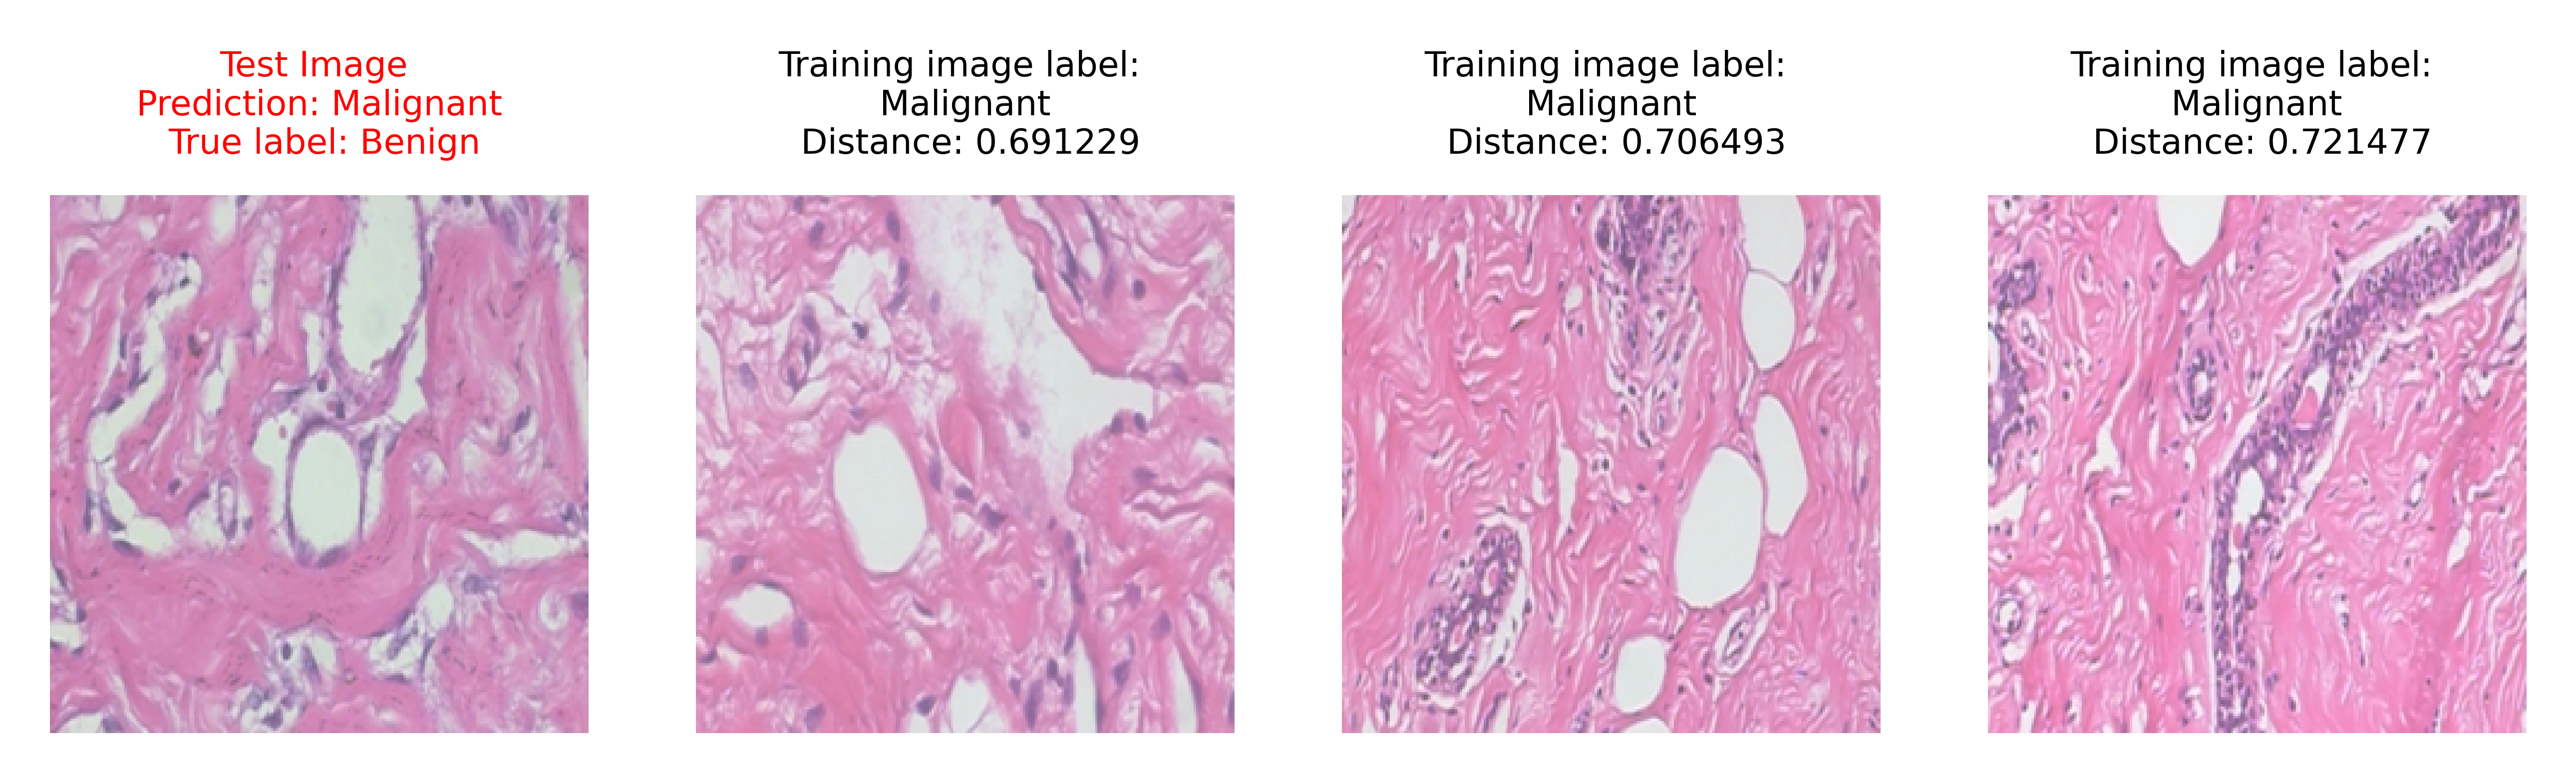 Test Image
Prediction: Malignant
True label: Benign
Training image label:
Malignant
Distance: 0.691229
Training image label:
Malignant
Distance: 0.706493
Training image label:
Malignant
Distance: 0.721477